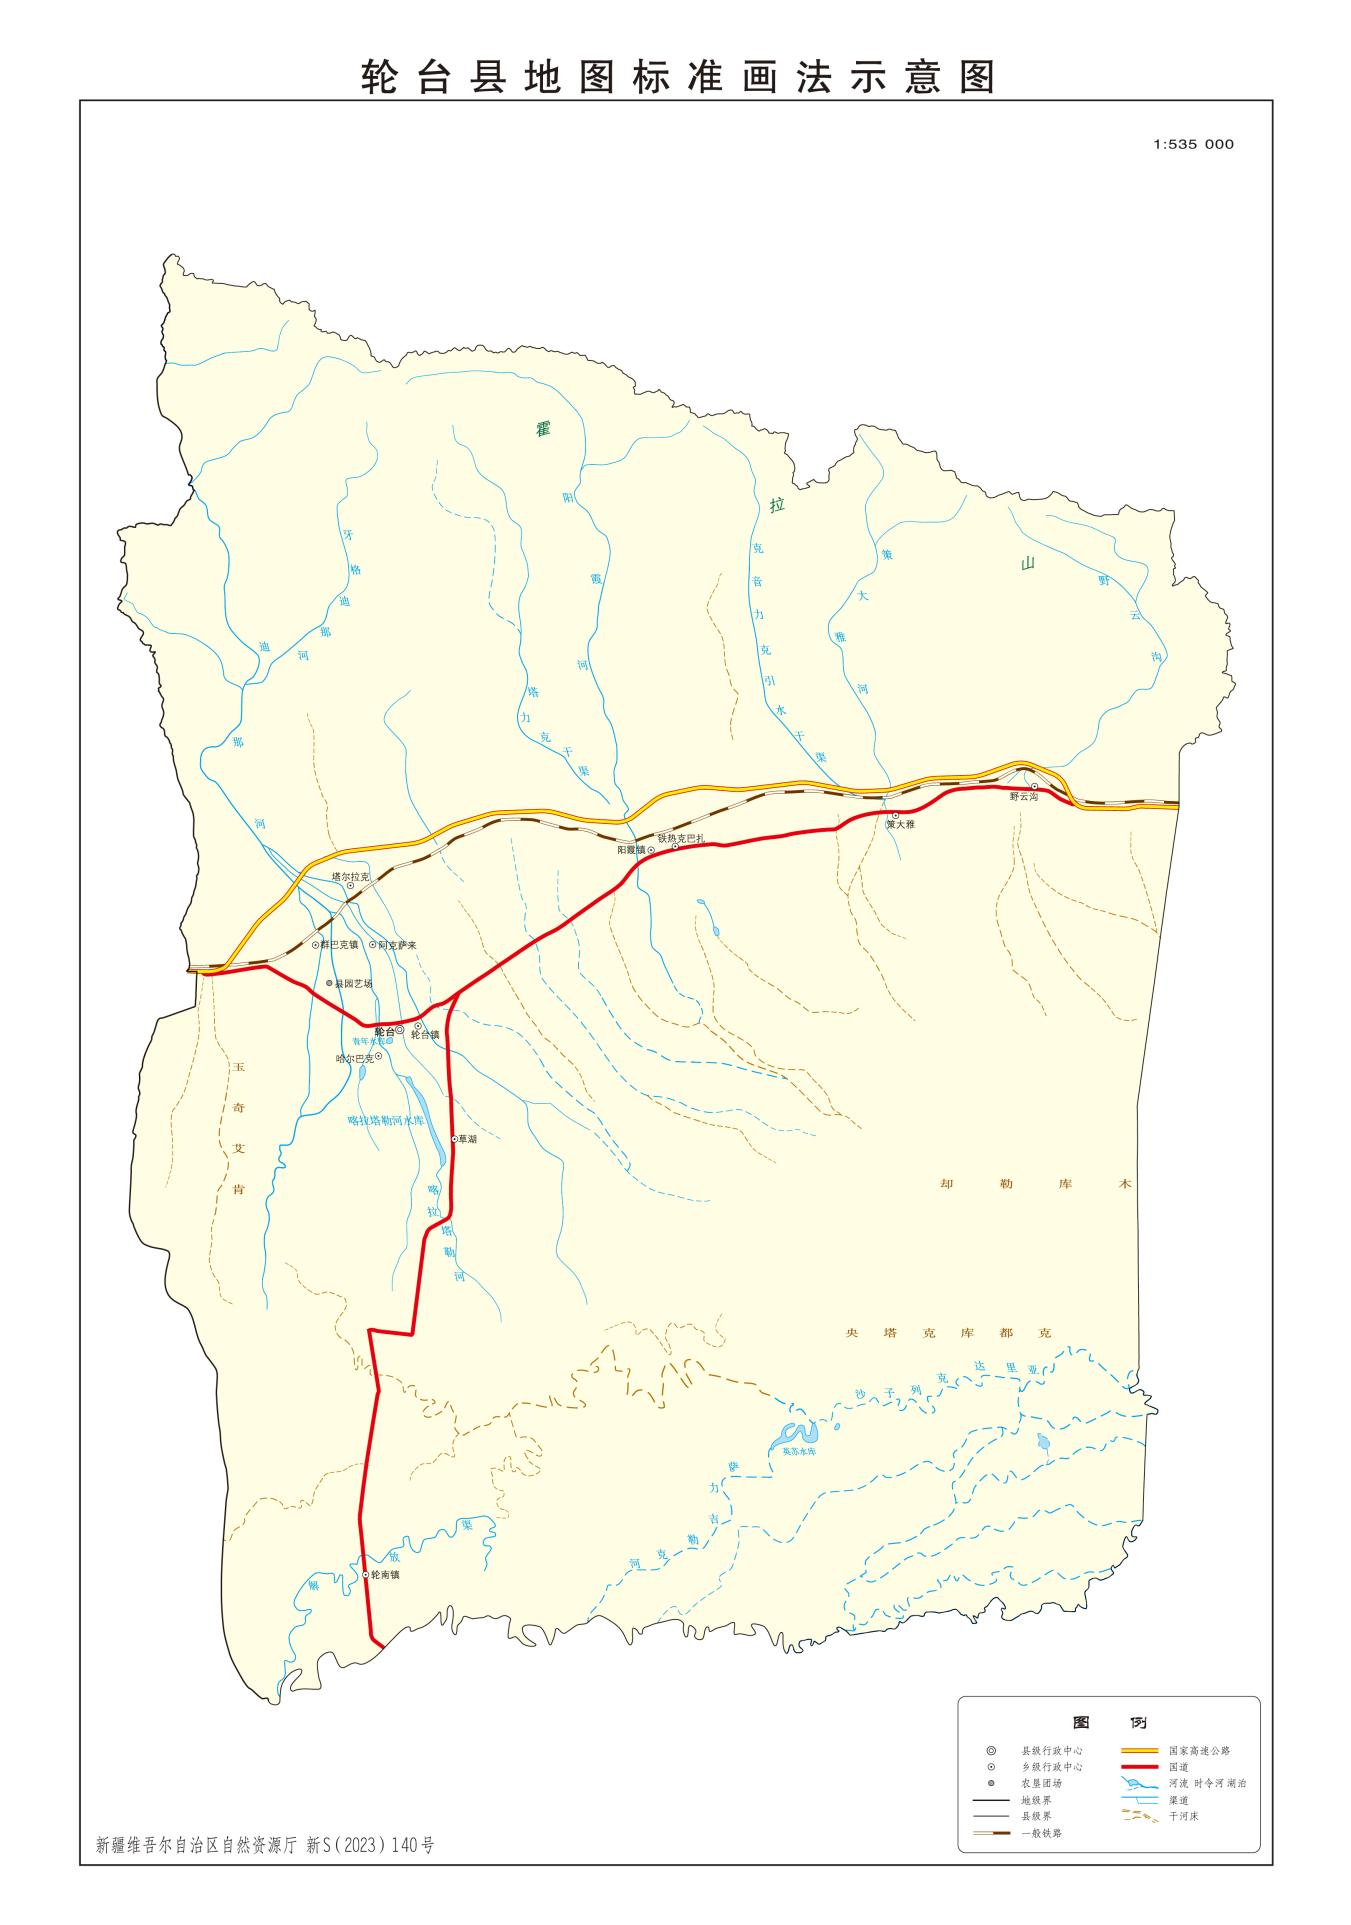 轮台县地图标准画法示意图
1:535 000
霍
拉
山
阳
霞
河
牙
格
迪
那
河
迪
那
河
塔
力
克
干
渠
克
音
力
克
引
水
干
渠
策
大
雅
河
野
云
沟
野云沟
策大雅
铁热克巴扎
阳霞镇
塔尔拉克
群巴克镇
阿克萨来
县园艺场
轮台
轮台镇
青年水库
哈尔巴克
喀拉塔勒河水库
草湖
喀
拉
塔
勒
河
玉
奇
艾
肯
却勒库木
央塔克库都克
沙子列克达里亚
英苏水库
萨
力
吉
勒
克
河
渠
放
解
轮南镇
图例
县级行政中心
乡级行政中心
农垦团场
地级界
县级界
一般铁路
国家高速公路
国道
河流 时令河 湖泊
渠道
干河床
新疆维吾尔自治区自然资源厅 新S(2023)140号